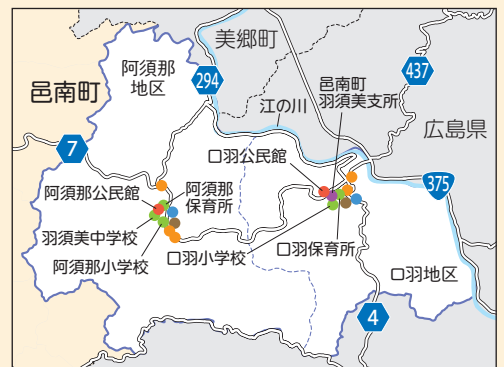 美郷町
阿須那
地区
294
437
邑南町
邑南町
羽須美支所
江の川
広島県
7
口羽公民館
375
阿須那公民館
阿須那
保育所
羽須美中学校
阿須那小学校
口羽小学校
口羽保育所
口羽地区
4